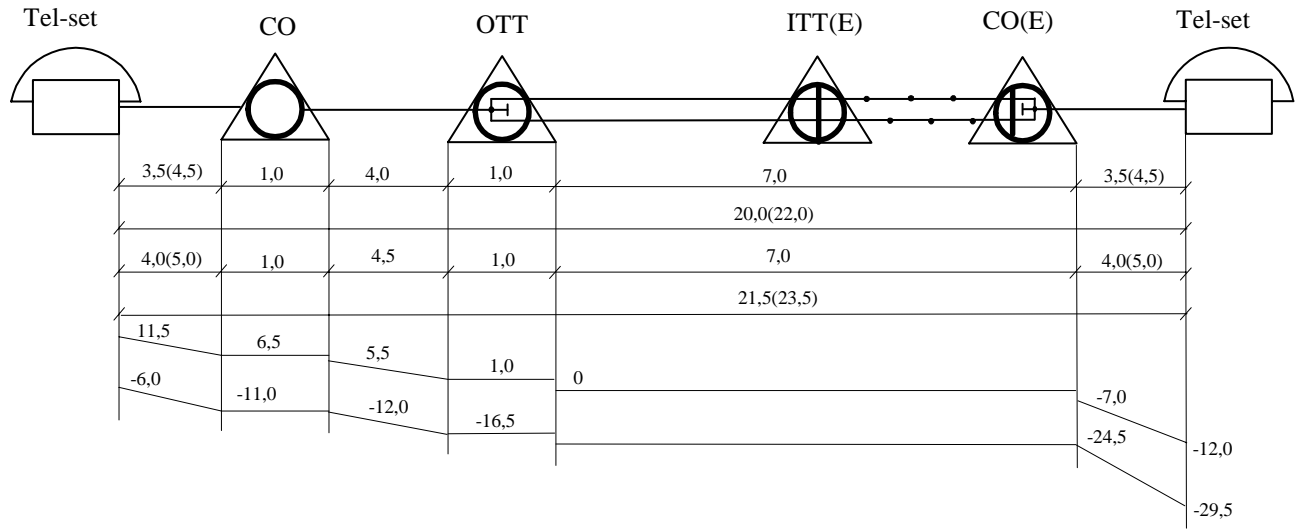 Tel-set CO OTT ITT(E) CO(E) Tel-set
3,5(4,5) 1,0 4,0 1,0 7,0 3,5(4,5)
20,0(22,0)
4,0(5,0) 1,0 4,5 1,0 7,0 4,0(5,0)
21,5(23,5)
11,5 6,5 5,5 1,0 0
-6,0 -11,0 -12,0 -16,5 -7,0
-24,5 -12,0
-29,5